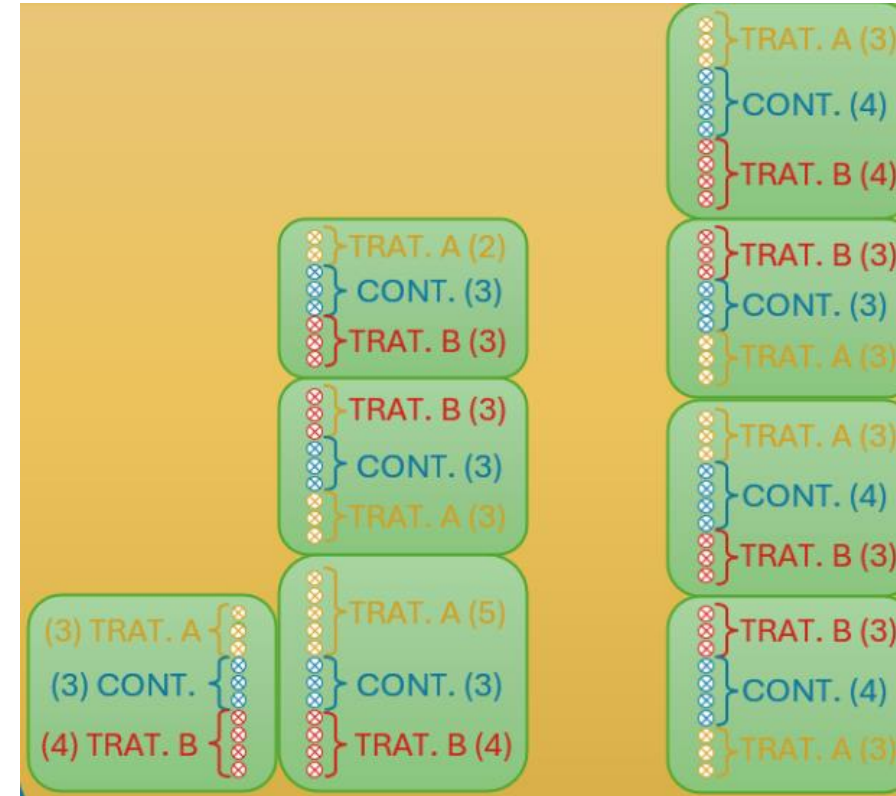 (3) TRAT. A
(3) CONT.
(4) TRAT. B
TRAT. A (2)
CONT. (3)
TRAT. B (3)
TRAT. B (3)
CONT. (3)
TRAT. A (3)
TRAT. A (5)
CONT. (3)
TRAT. B (4)
TRAT. A (3)
CONT. (4)
TRAT. B (4)
TRAT. B (3)
CONT. (3)
TRAT. A (3)
TRAT. A (3)
CONT. (4)
TRAT. B (3)
TRAT. B (3)
CONT. (4)
TRAT. A (3)